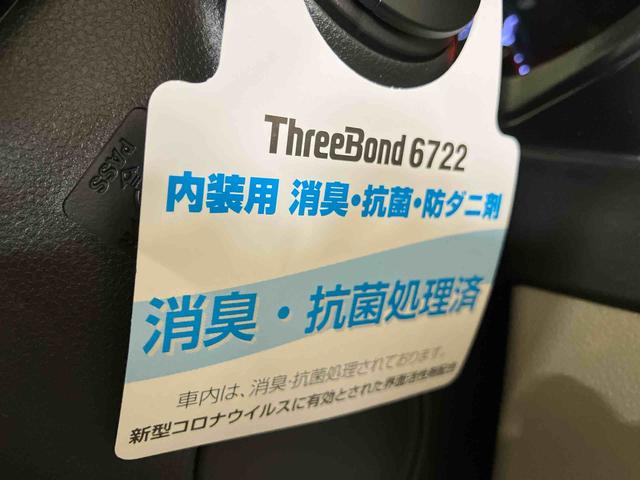 ThreeBond 6722
内装用 消臭・抗菌・防ダニ剤
消臭・抗菌処理済
車内は、消臭・抗菌処理されております。
新型コロナウイルスに有効とされた界面活性剤配合
PASS